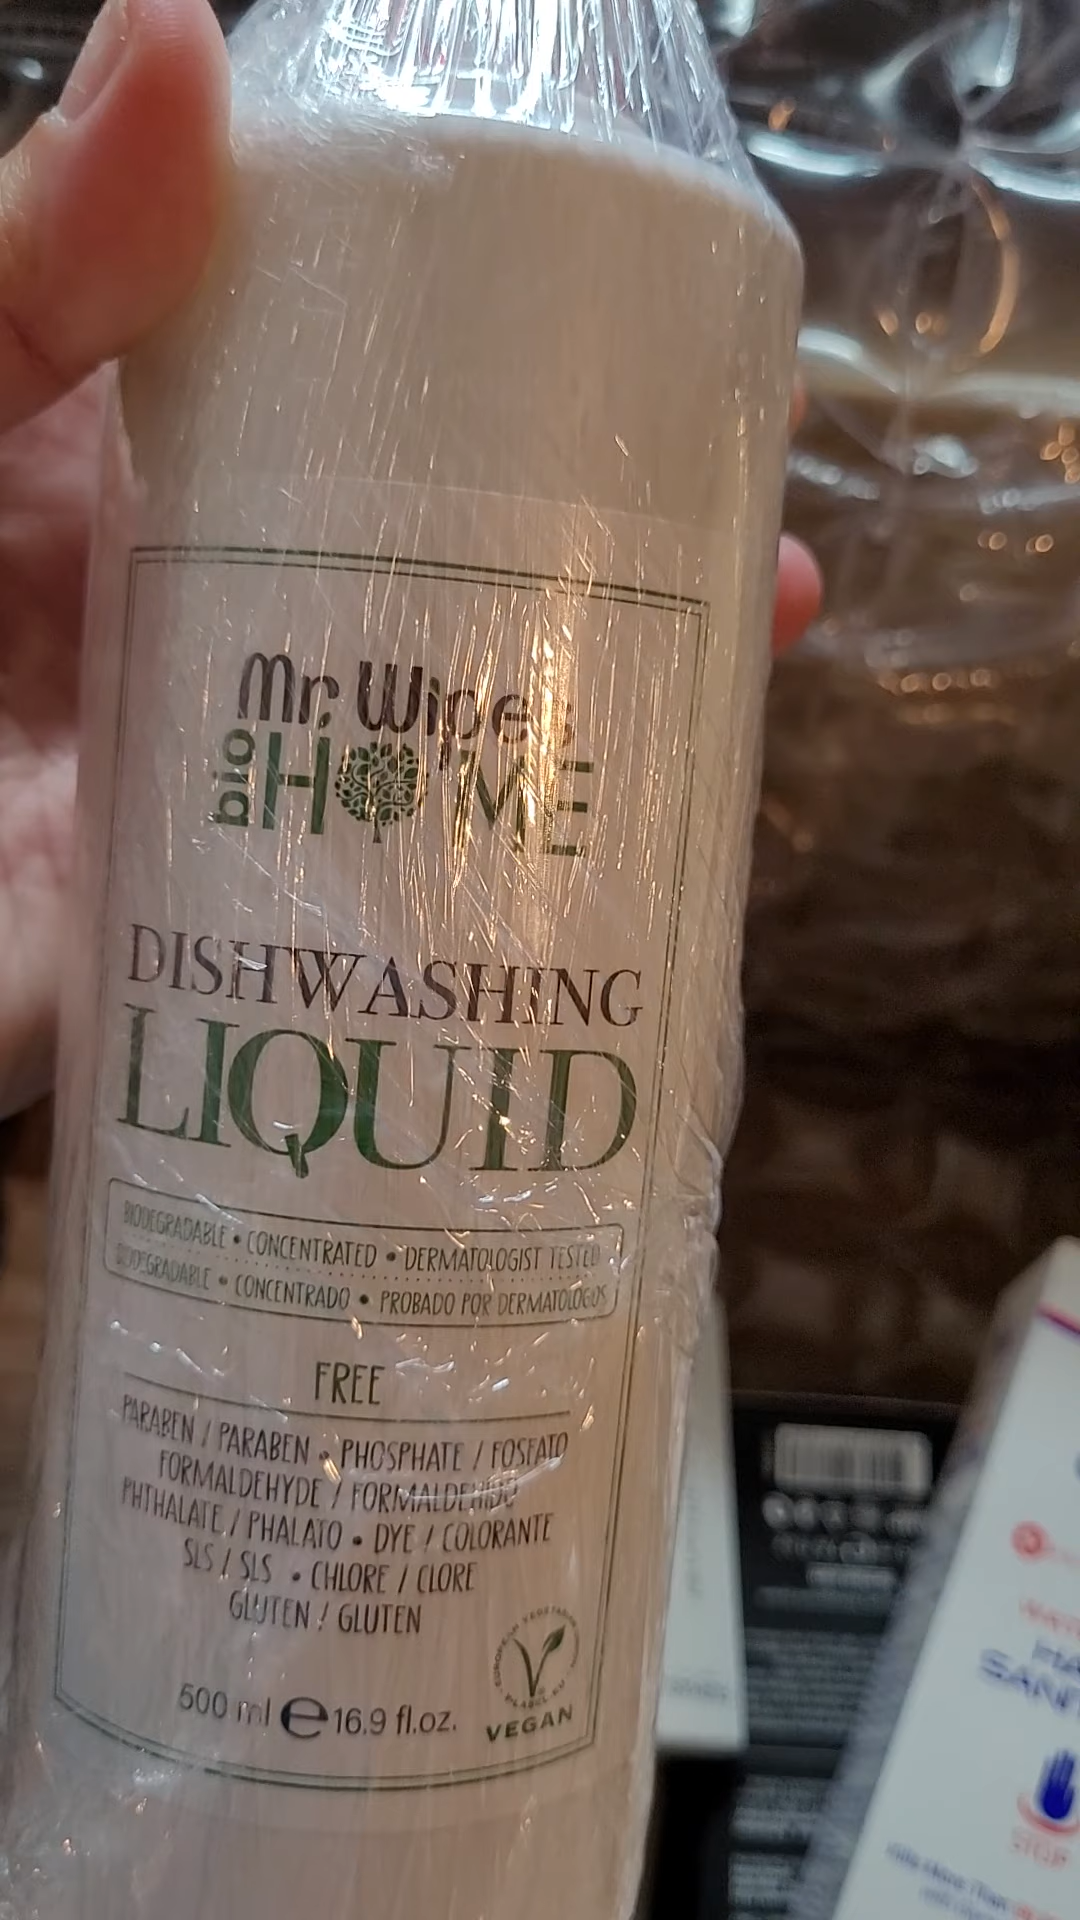 Mr. Wipes
bio HOME
DISHWASHING
LIQUID
BIODEGRADABLE • CONCENTRATED • DERMATOLOGIST TESTED
BIODEGRADABLE • CONCENTRADO • PROBADO POR DERMATÓLOGOS
FREE
PARABEN / PARABEN • PHOSPHATE / FOSFATO
FORMALDEHYDE / FORMALDEHIDO
PHTHALATE / PHALATO • DYE / COLORANTE
SLS / SLS • CHLORE / CLORE
GLUTEN / GLUTEN
500 ml e 16.9 fl.oz.
VEGAN
STOP